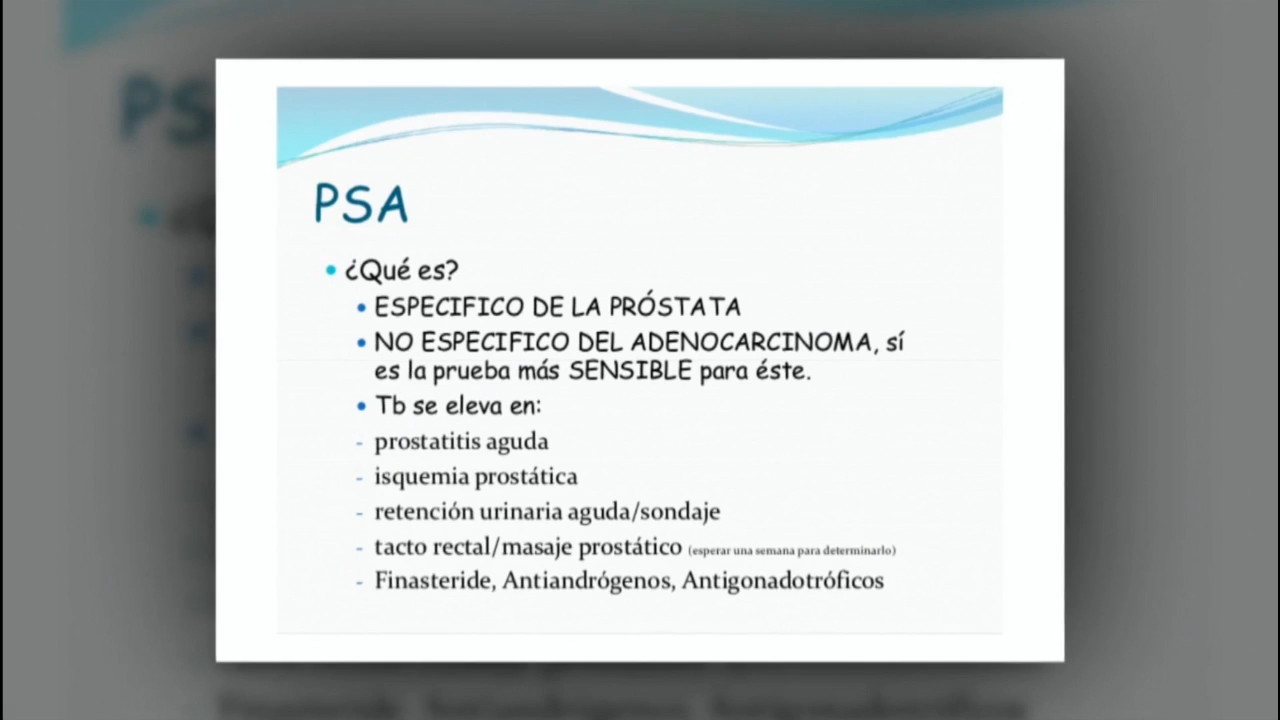 PSA
¿Qué es?
ESPECIFICO DE LA PRÓSTATA
NO ESPECIFICO DEL ADENOCARCINOMA, sí
es la prueba más SENSIBLE para éste.
Tb se eleva en:
- prostatitis aguda
- isquemia prostática
- retención urinaria aguda/sondaje
- tacto rectal/masaje prostático (esperar una semana para determinarlo)
- Finasteride, Antiandrógenos, Antigonadotróficos